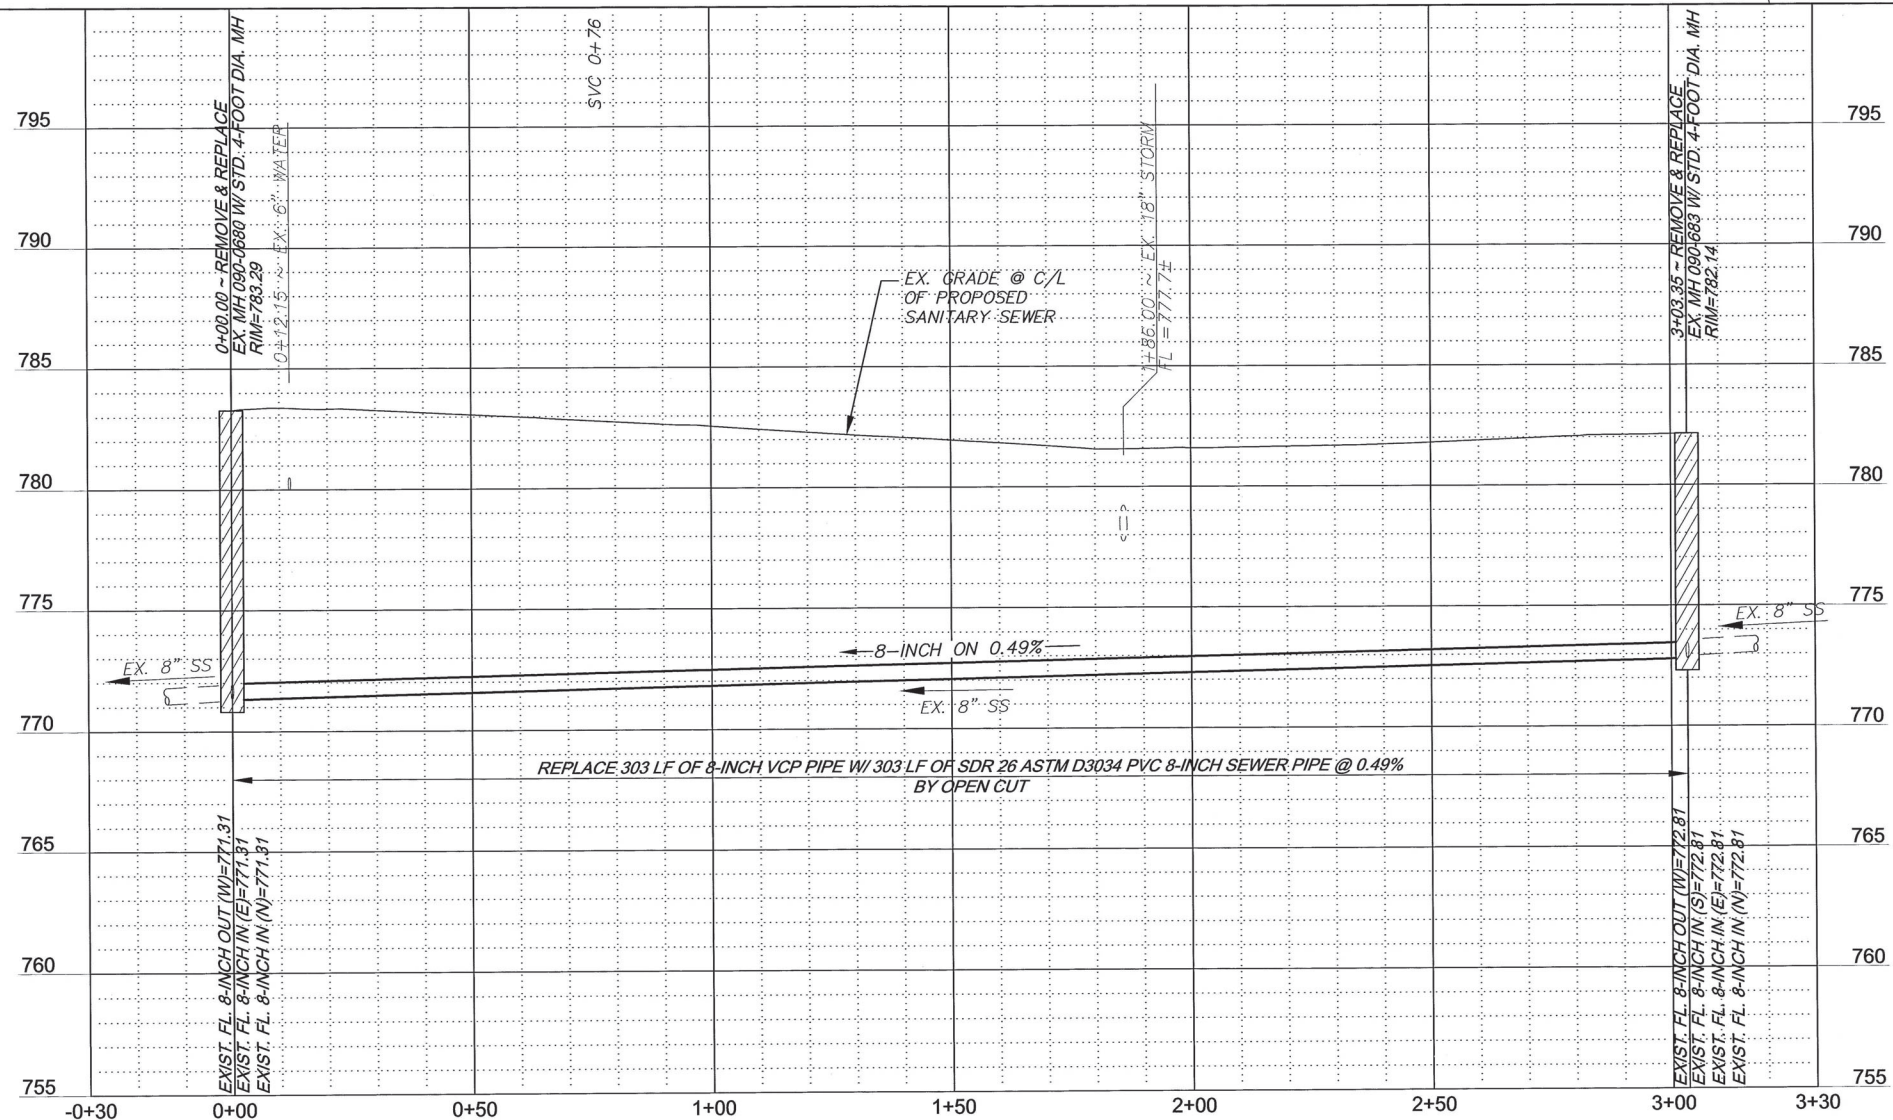 0+00.00 ~ REMOVE & REPLACE
EX. MH 090-0680 W/ STD. 4-FOOT DIA. MH
RIM=783.29
0+12.15 ~ EX. 6" WATER
SVC 0+76
1+86.00 ~ EX. 18" STORM
FL = 777.7±
3+03.35 ~ REMOVE & REPLACE
EX. MH 090-683 W/ STD. 4-FOOT DIA. MH
RIM=782.14
795
795
790
790
EX. GRADE @ C/L
OF PROPOSED
SANITARY SEWER
785
785
780
780
775
775
EX. 8" SS
8-INCH ON 0.49%
EX. 8" SS
EX. 8" SS
770
770
REPLACE 303 LF OF 8-INCH VCP PIPE W/ 303 LF OF SDR 26 ASTM D3034 PVC 8-INCH SEWER PIPE @ 0.49%
BY OPEN CUT
765
765
760
760
EXIST. FL. 8-INCH OUT (W)=771.31
EXIST. FL. 8-INCH IN (E)=771.31
EXIST. FL. 8-INCH IN (N)=771.31
EXIST. FL. 8-INCH OUT (W)=772.81
EXIST. FL. 8-INCH IN (S)=772.81
EXIST. FL. 8-INCH IN (E)=772.81
EXIST. FL. 8-INCH IN (N)=772.81
755
755
-0+30
0+00
0+50
1+00
1+50
2+00
2+50
3+00
3+30